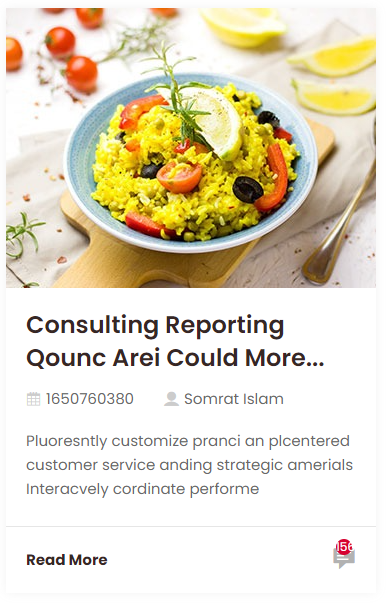 Consulting Reporting
Qounc Arei Could More...
1650760380 Somrat Islam
Pluoresntly customize pranci an plcentered
customer service anding strategic amerials
Interacvely cordinate performe
Read More
156